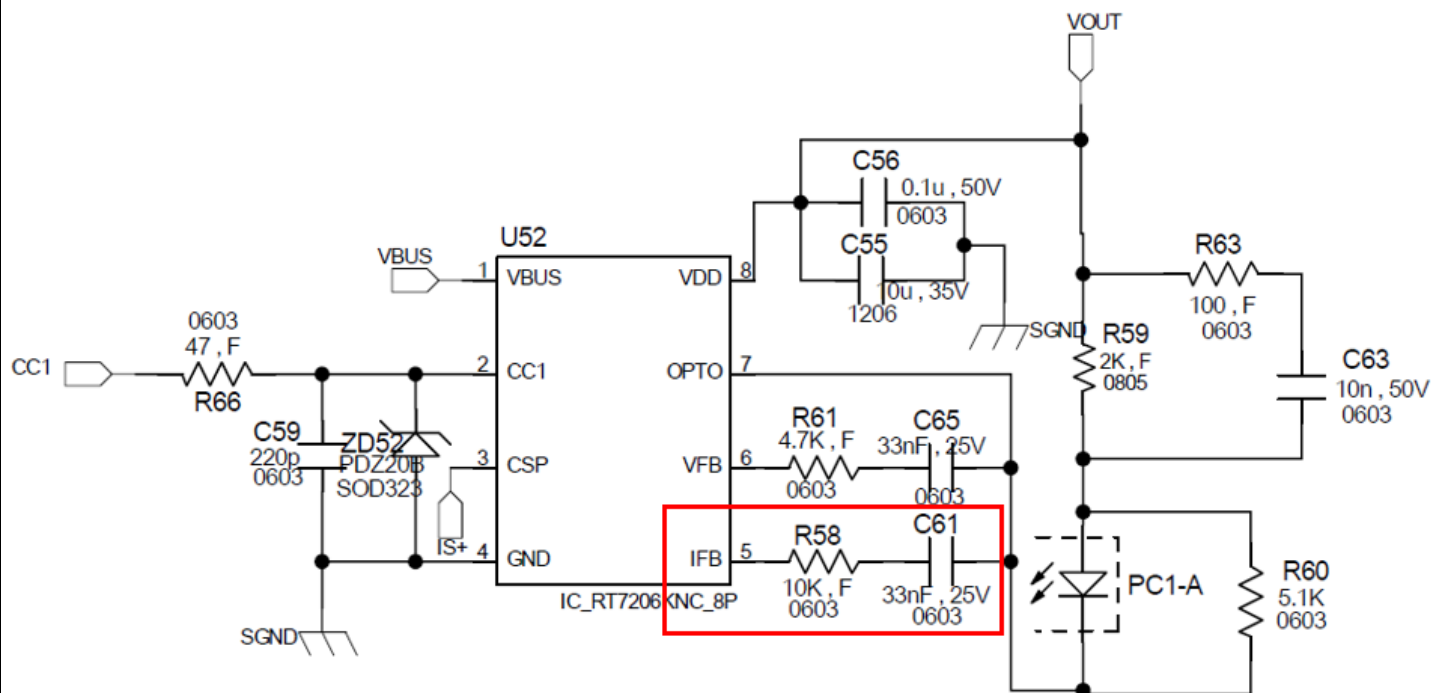 VOUT
C56
0.1u , 50V
0603
C55
10u , 35V
1206
SGND
U52
VBUS
1
VBUS
VDD
8
R63
100 , F
0603
R59
2K , F
0805
C63
10n , 50V
0603
0603
47 , F
CC1
R66
2
CC1
OPTO
7
C59
220p
0603
ZD52
PDZ20B
SOD323
3
CSP
IS+
VFB
6
R61
4.7K , F
0603
C65
33nF , 25V
0603
4
GND
IFB
5
R58
10K , F
0603
C61
33nF , 25V
0603
IC_RT7206XNC_8P
SGND
PC1-A
R60
5.1K
0603